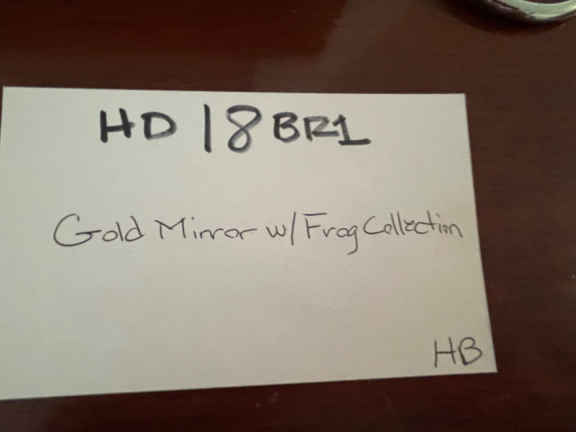 HD 18 BR1
Gold Mirror w/ Frog Collection
HB